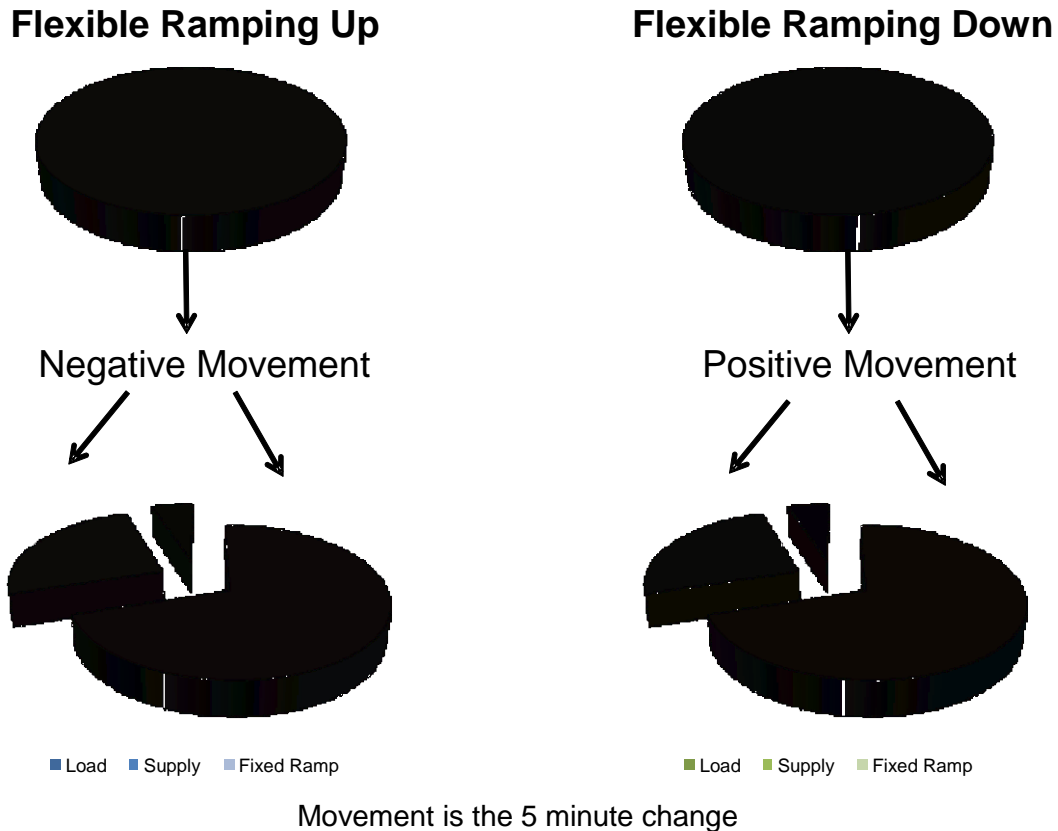 Flexible Ramping Up
Flexible Ramping Down
Negative Movement
Positive Movement
Load Supply Fixed Ramp
Load Supply Fixed Ramp
Movement is the 5 minute change